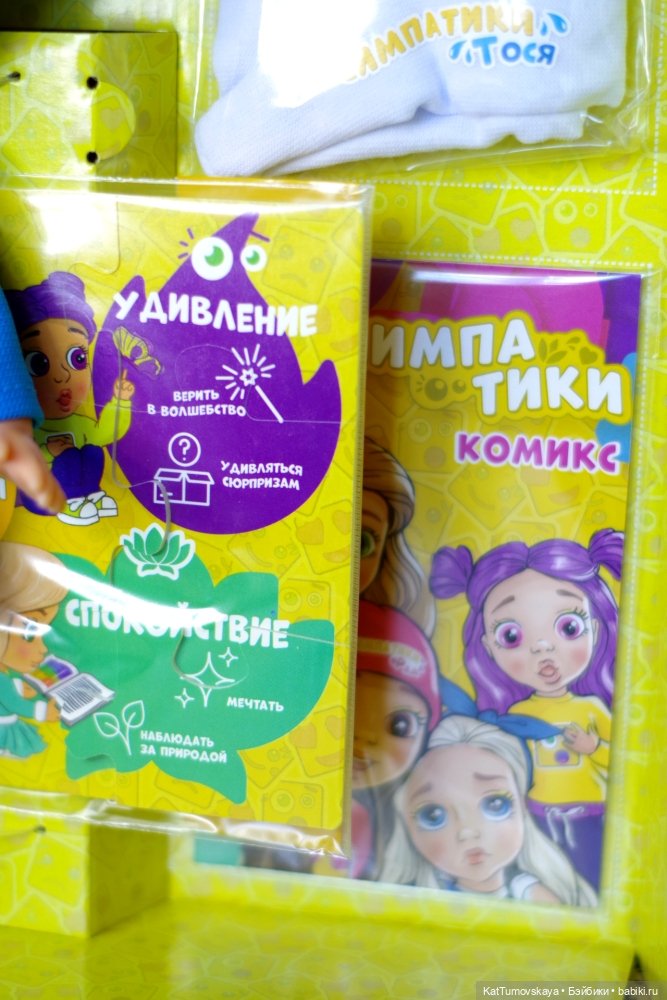 ИМПАТИКИ
Тося
УДИВЛЕНИЕ
ВЕРИТЬ
В ВОЛШЕБСТВО
?
УДИВЛЯТЬСЯ
СЮРПРИЗАМ
СПОКОЙСТВИЕ
МЕЧТАТЬ
НАБЛЮДАТЬ
ЗА ПРИРОДОЙ
ИМПА
ТИКИ
КОМИКС
KatTumovskaya • Бэйбики • babiki.ru